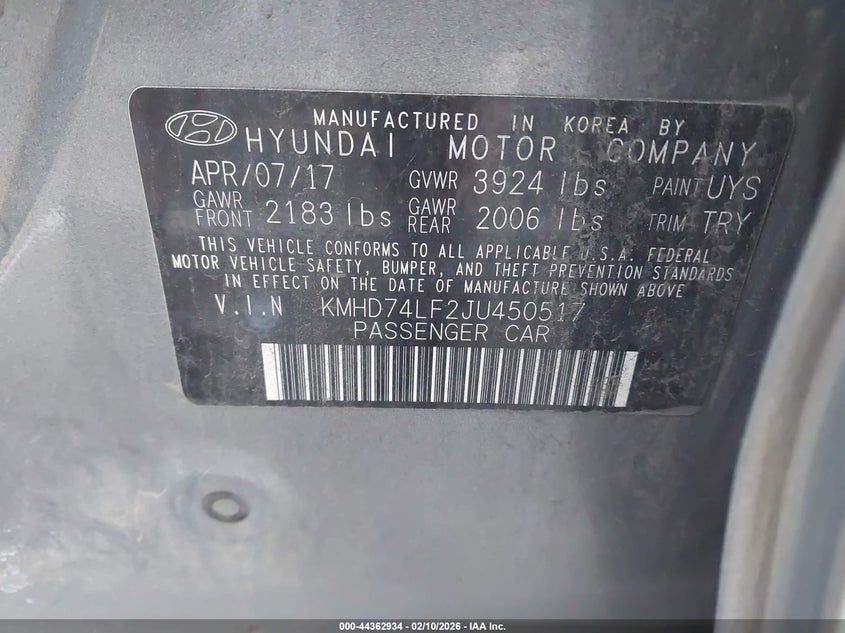 MANUFACTURED IN KOREA BY
HYUNDAI MOTOR COMPANY
APR/07/17 GVWR 3924 lbs PAINT UYS
GAWR FRONT 2183 lbs GAWR REAR 2006 lbs TRIM TRY
THIS VEHICLE CONFORMS TO ALL APPLICABLE U.S.A. FEDERAL
MOTOR VEHICLE SAFETY, BUMPER, AND THEFT PREVENTION STANDARDS
IN EFFECT ON THE DATE OF MANUFACTURE SHOWN ABOVE
V.I.N KMHD74LF2JU450517
PASSENGER CAR
000-44362934 - 02/10/2026 - IAA Inc.